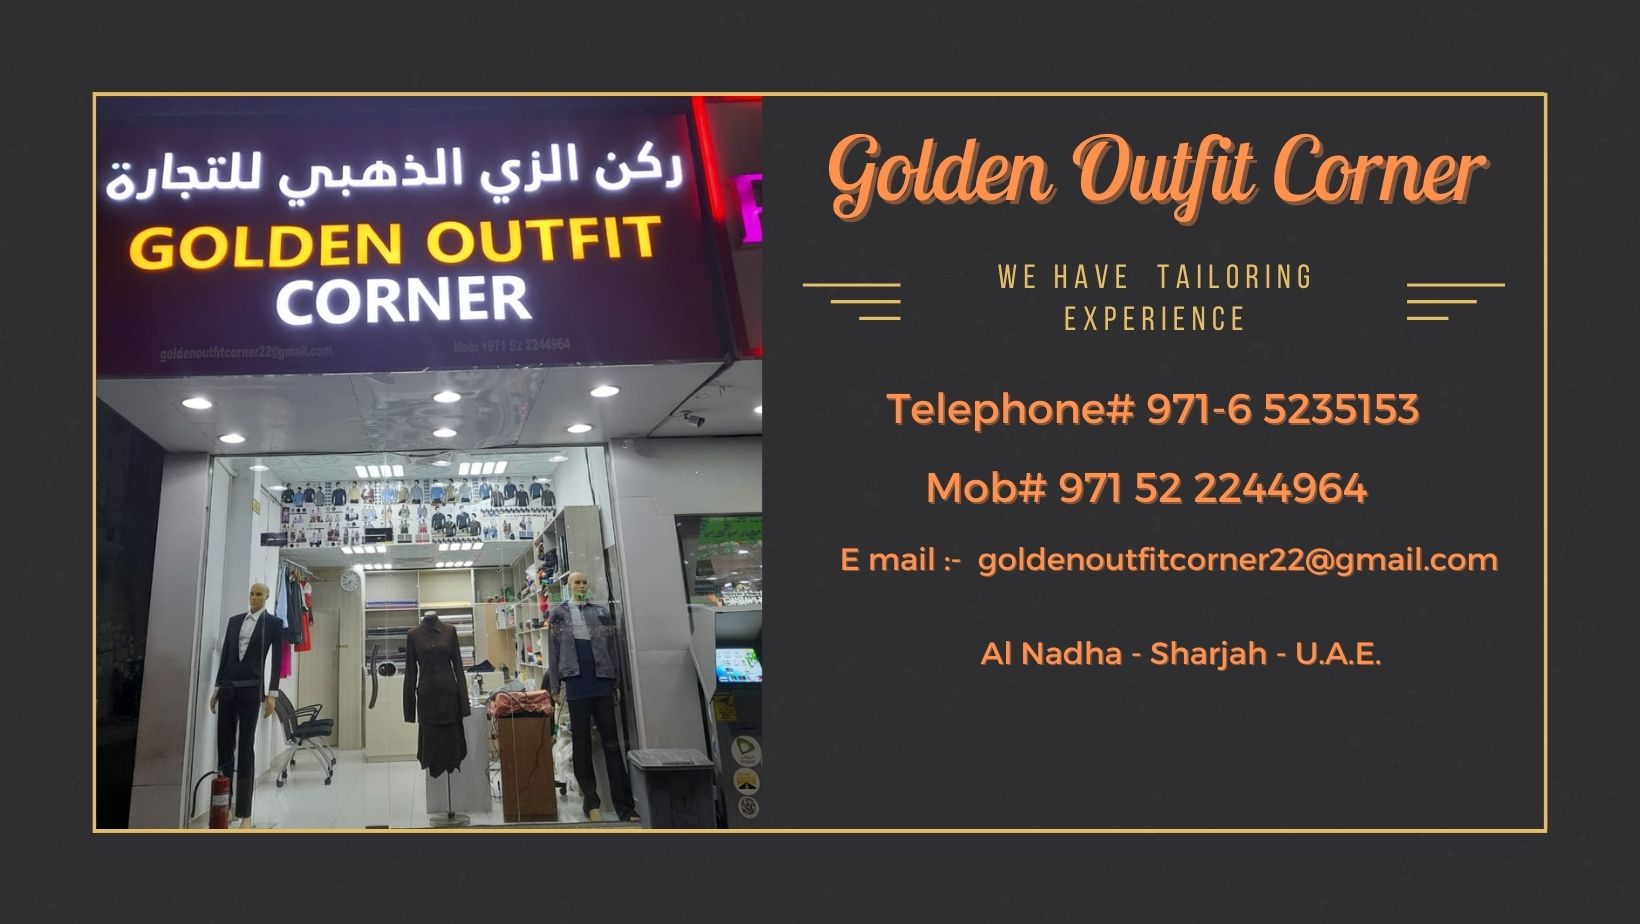 ركن الزي الذهبي للتجارة
GOLDEN OUTFIT
CORNER
goldenoutfitcorner22@gmail.com
Mob: +971 52 2244964
Golden Outfit Corner
WE HAVE TAILORING
EXPERIENCE
Telephone# 971-6 5235153
Mob# 971 52 2244964
E mail :- goldenoutfitcorner22@gmail.com
Al Nadha - Sharjah - U.A.E.